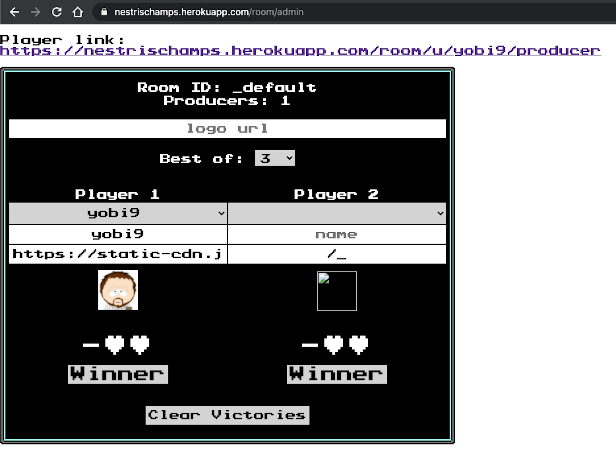 nestrischamps.herokuapp.com/room/admin
Player link:
https://nestrischamps.herokuapp.com/room/u/yobi9/producer
Room ID: _default
Producers: 1
logo url
Best of: 3
Player 1 Player 2
yobi9
yobi9 name
https://static-cdn.j /_
Winner Winner
Clear Victories